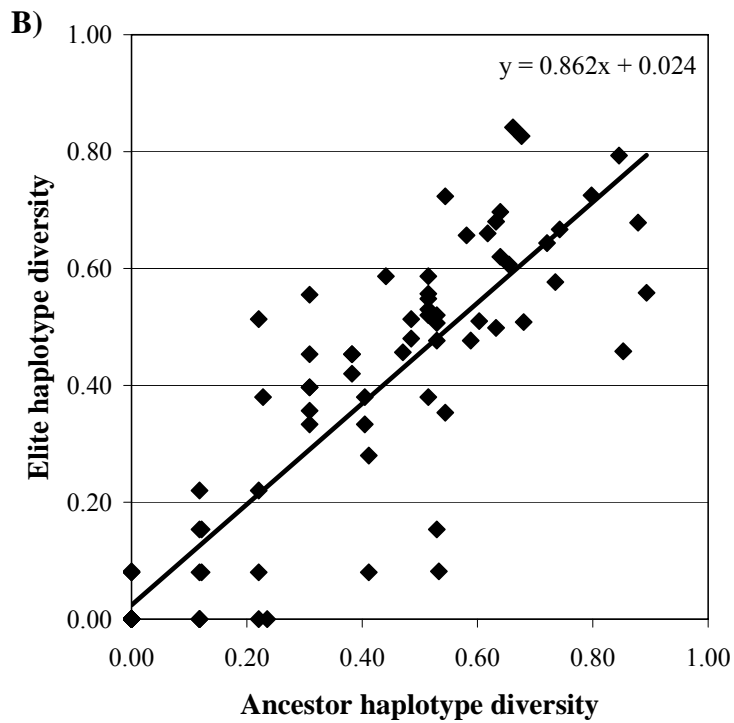 B)
1.00
y = 0.862x + 0.024
0.80
0.60
0.40
0.20
0.00
Elite haplotype diversity
0.00 0.20 0.40 0.60 0.80 1.00
Ancestor haplotype diversity